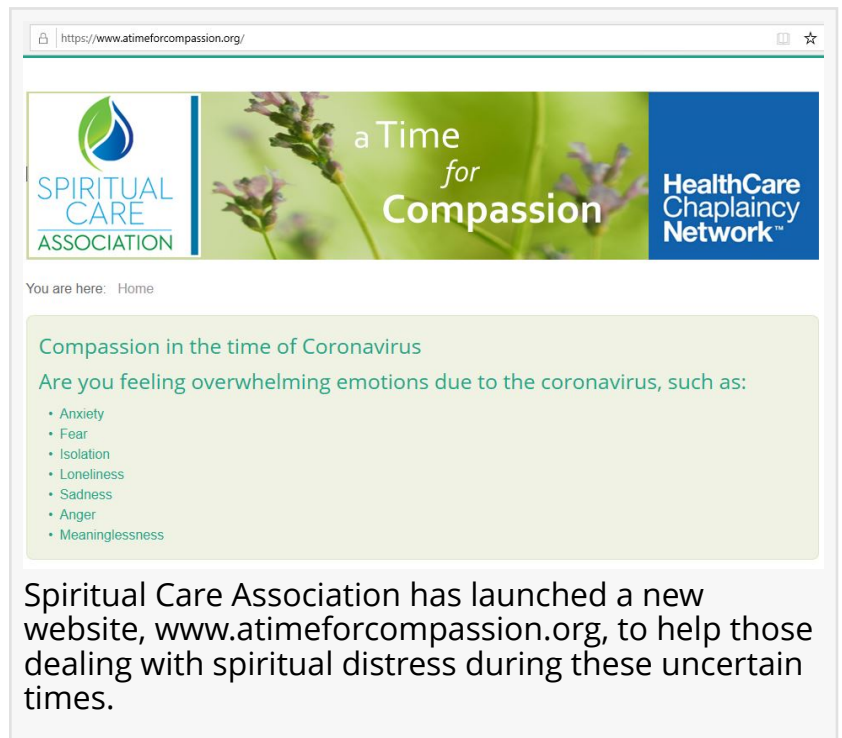 https://www.atimeforcompassion.org/
SPIRITUAL
CARE
ASSOCIATION
a Time
for
Compassion
HealthCare
Chaplaincy
Network™
You are here: Home
Compassion in the time of Coronavirus
Are you feeling overwhelming emotions due to the coronavirus, such as:
• Anxiety
• Fear
• Isolation
• Loneliness
• Sadness
• Anger
• Meaninglessness
Spiritual Care Association has launched a new
website, www.atimeforcompassion.org, to help those
dealing with spiritual distress during these uncertain
times.